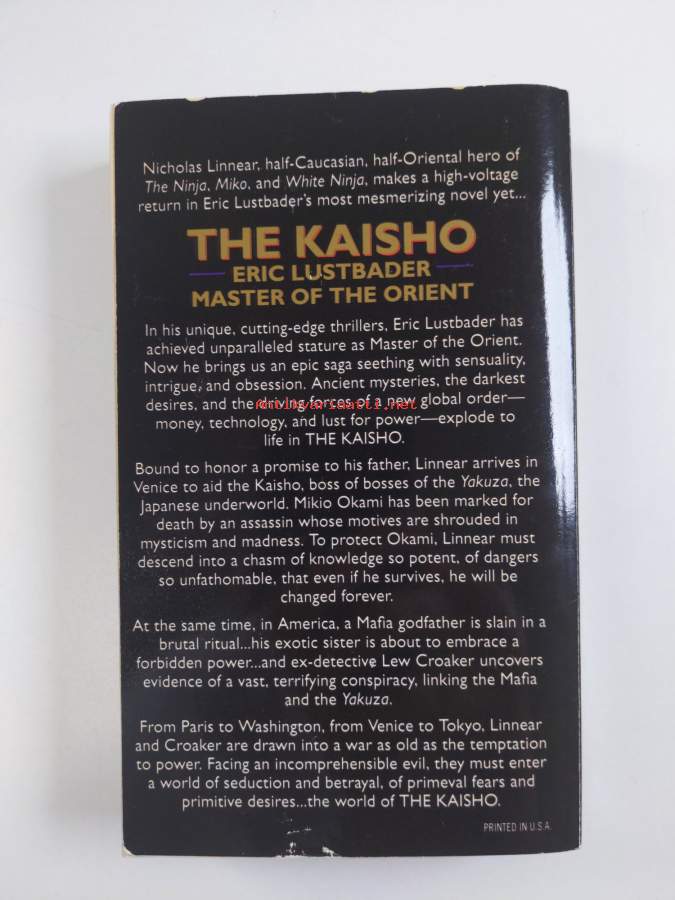 Nicholas Linnear, half-Caucasian, half-Oriental hero of
The Ninja, Miko, and White Ninja, makes a high-voltage
return in Eric Lustbader's most mesmerizing novel yet...
THE KAISHO
ERIC LUSTBADER
MASTER OF THE ORIENT
In his unique, cutting-edge thrillers, Eric Lustbader has
achieved unparalleled stature as Master of the Orient.
Now he brings us an epic saga seething with sensuality,
intrigue, and obsession. Ancient mysteries, the darkest
desires, and the driving forces of a new global order—
Antikvariaatti.net
money, technology, and lust for power—explode to
life in THE KAISHO.
Bound to honor a promise to his father, Linnear arrives in
Venice to aid the Kaisho, boss of bosses of the Yakuza, the
Japanese underworld. Mikio Okami has been marked for
death by an assassin whose motives are shrouded in
mysticism and madness. To protect Okami, Linnear must
descend into a chasm of knowledge so potent, of dangers
so unfathomable, that even if he survives, he will be
changed forever.
At the same time, in America, a Mafia godfather is slain in a
brutal ritual...his exotic sister is about to embrace a
forbidden power...and ex-detective Lew Croaker uncovers
evidence of a vast, terrifying conspiracy, linking the Mafia
and the Yakuza.
From Paris to Washington, from Venice to Tokyo, Linnear
and Croaker are drawn into a war as old as the temptation
to power. Facing an incomprehensible evil, they must enter
a world of seduction and betrayal, of primeval fears and
primitive desires...the world of THE KAISHO.
PRINTED IN U.S.A.